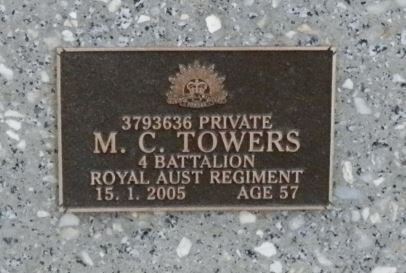 3793636 PRIVATE
M. C. TOWERS
4 BATTALION
ROYAL AUST REGIMENT
15. 1. 2005 AGE 57